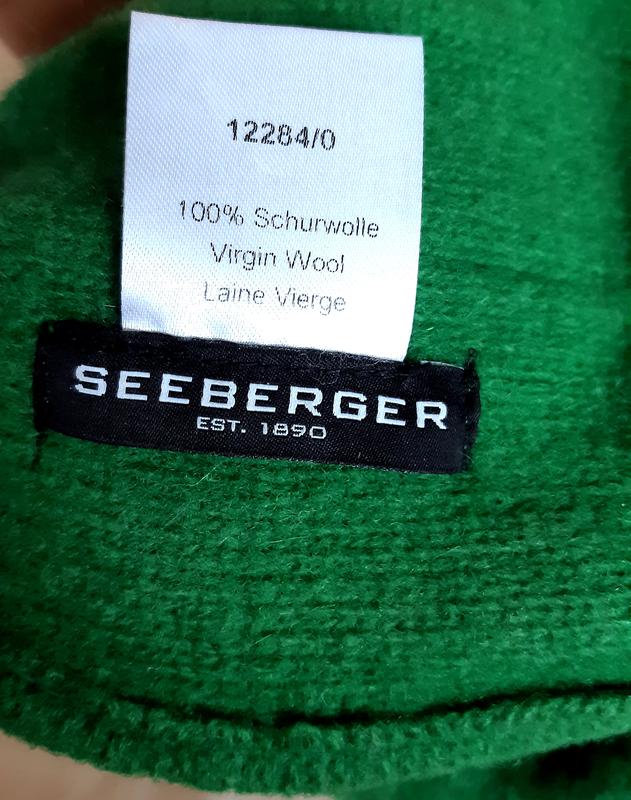 12284/0
100% Schurwolle
Virgin Wool
Laine Vierge
SEEBERGER
EST. 1890